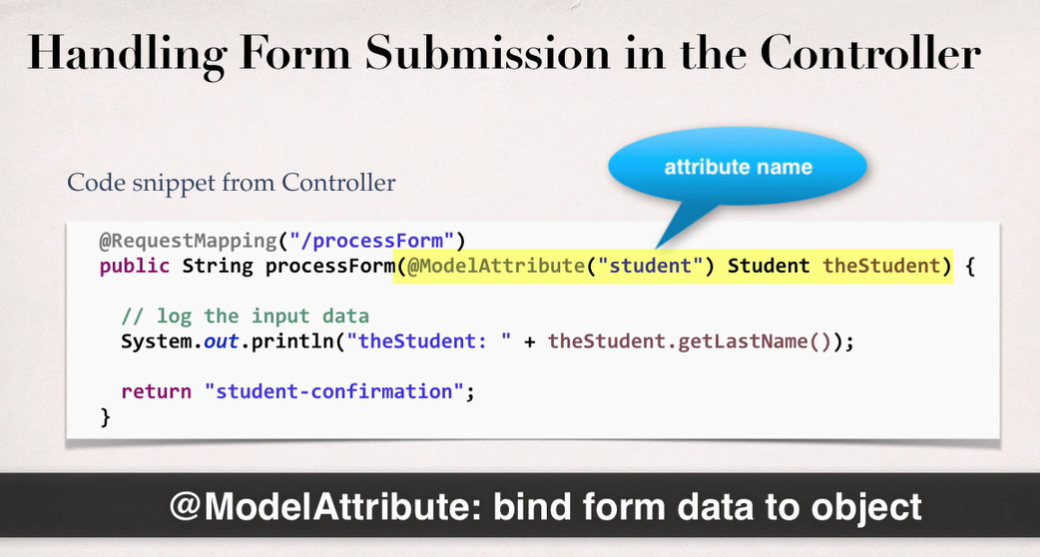 Handling Form Submission in the Controller
attribute name
Code snippet from Controller
@RequestMapping("/processForm")
public String processForm(@ModelAttribute("student") Student theStudent) {
// log the input data
System.out.println("theStudent: " + theStudent.getLastName());
return "student-confirmation";
}
@ModelAttribute: bind form data to object